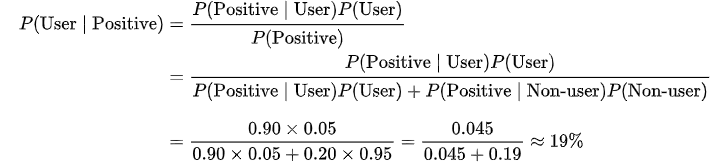 P(User | Positive) = P(Positive | User)P(User) / P(Positive)
= P(Positive | User)P(User) / P(Positive | User)P(User) + P(Positive | Non-user)P(Non-user)
= 0.90 × 0.05 / 0.90 × 0.05 + 0.20 × 0.95 = 0.045 / 0.045 + 0.19 ≈ 19%